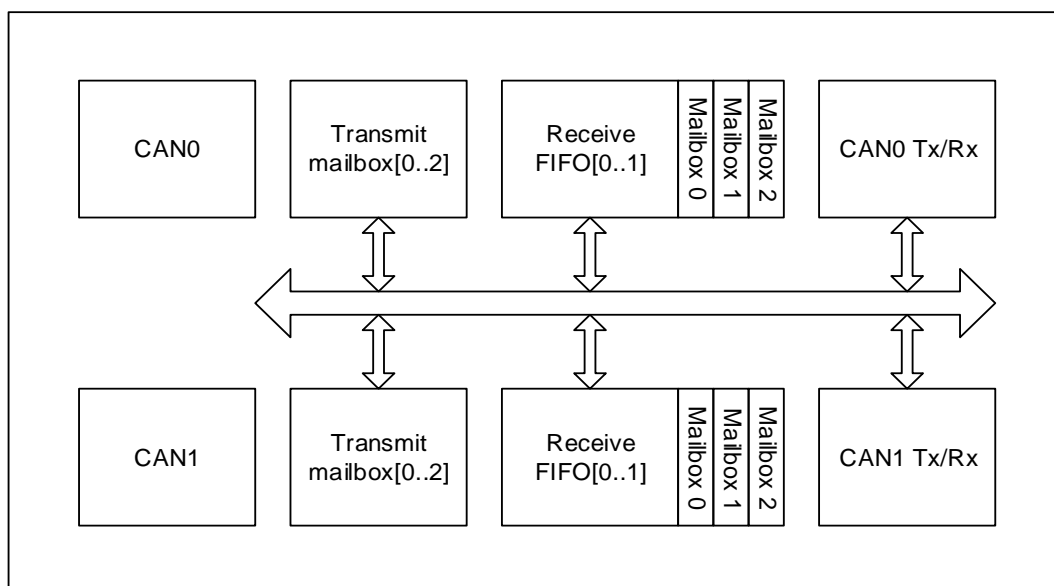 CAN0
Transmit
mailbox[0..2]
Receive
FIFO[0..1]
Mailbox 0
Mailbox 1
Mailbox 2
CAN0 Tx/Rx
CAN1
Transmit
mailbox[0..2]
Receive
FIFO[0..1]
Mailbox 0
Mailbox 1
Mailbox 2
CAN1 Tx/Rx